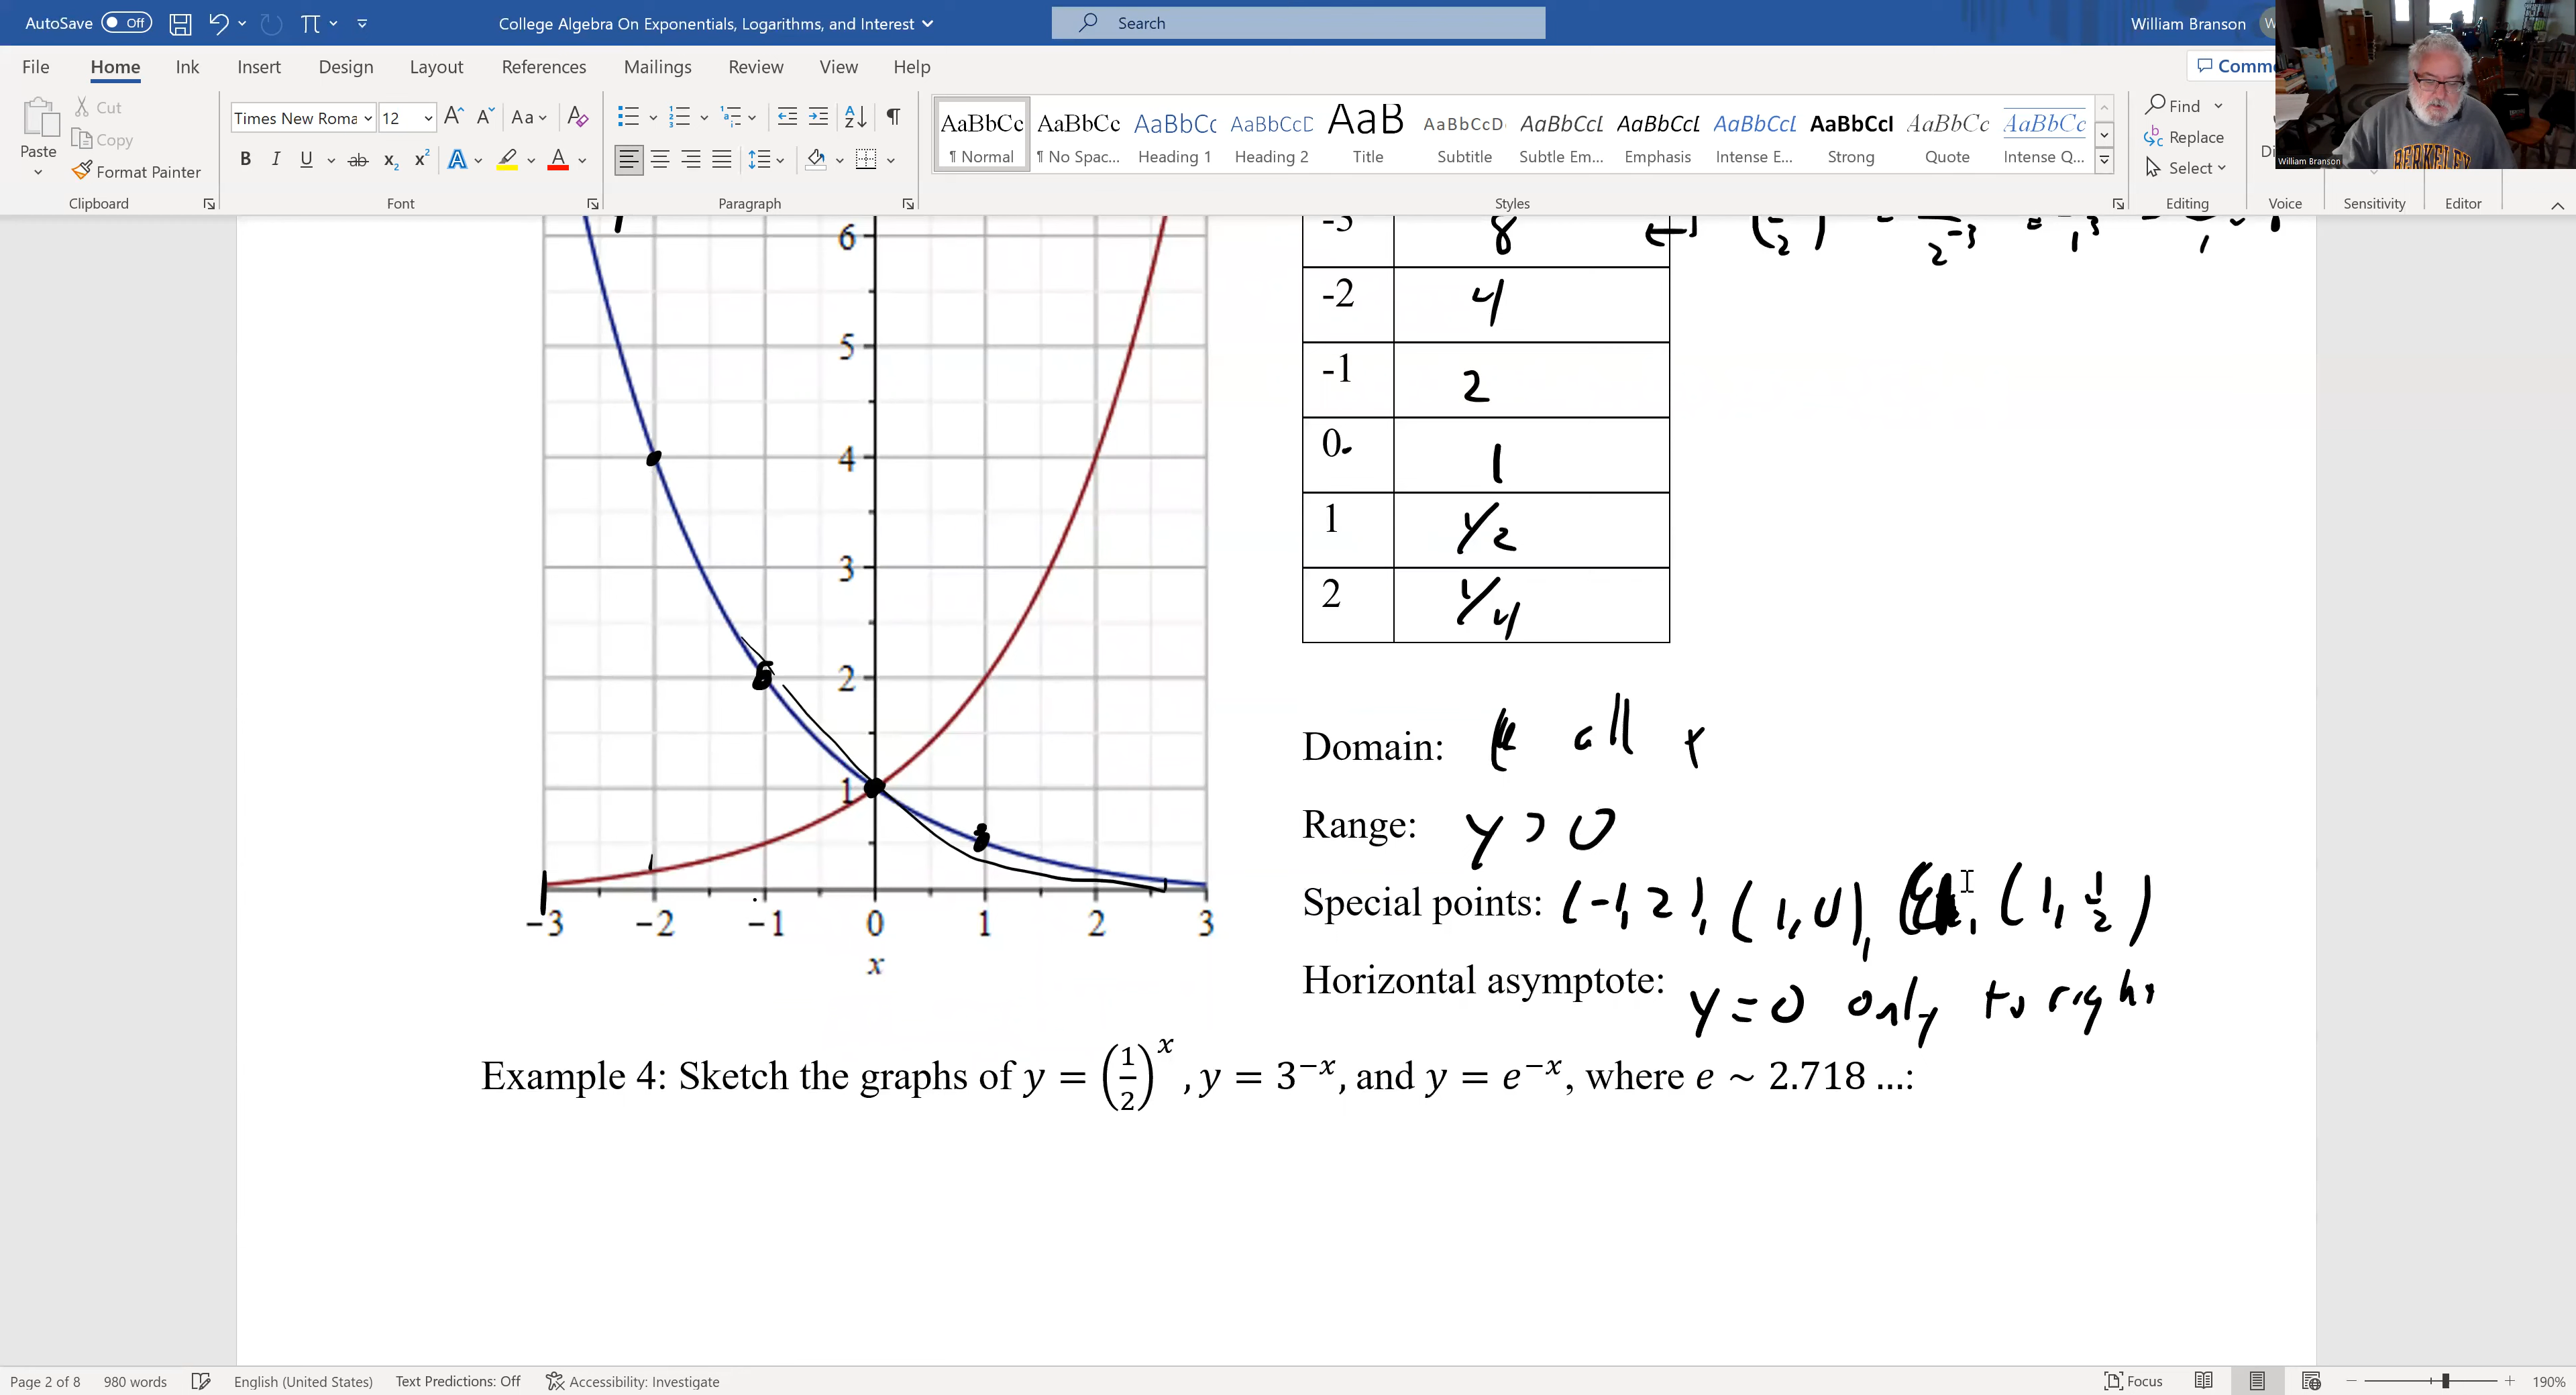 AutoSave Off College Algebra On Exponentials, Logarithms, and Interest Search William Branson
File Home Ink Insert Design Layout References Mailings Review View Help
Paste Cut Copy Format Painter
Times New Roma 12
AaBbCc AaBbCc AaBbCc AaBbCcD AaB AaBbCcD AaBbCcL AaBbCcL AaBbCcL AaBbCcI AaBbCc AaBbCc
¶ Normal ¶ No Spac... Heading 1 Heading 2 Title Subtitle Subtle Em... Emphasis Intense E... Strong Quote Intense Q...
Find Replace Select
William Branson
BERKELEY
Clipboard Font Paragraph Styles Editing Voice Sensitivity Editor
6
5
4
3
2
1
-3 -2 -1 0 1 2 3
x
-3 8
-2 4
-1 2
0 1
1 1/2
2 1/4
Domain: all x
Range: y > 0
Special points: (-1, 2), (1, 0), (1, 1/2)
Horizontal asymptote: y = 0 only to right
Example 4: Sketch the graphs of y = (1/2)^x, y = 3^-x, and y = e^-x, where e ~ 2.718 ...:
Page 2 of 8 980 words English (United States) Text Predictions: Off Accessibility: Investigate Focus 190%